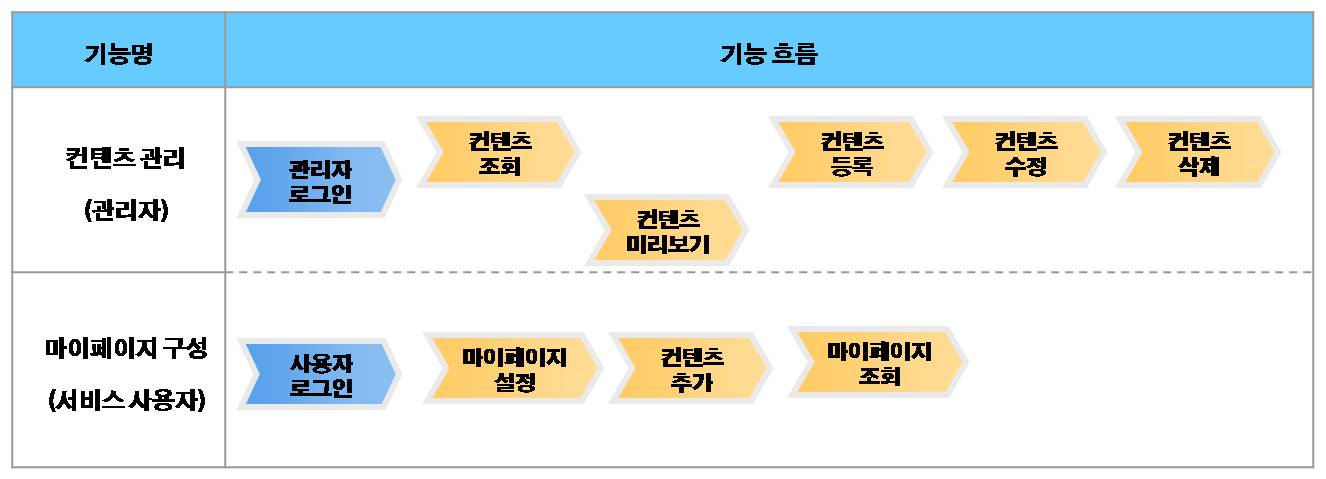 기능명
기능 흐름
컨텐츠 관리
(관리자)
관리자
로그인
컨텐츠
조회
컨텐츠
미리보기
컨텐츠
등록
컨텐츠
수정
컨텐츠
삭제
마이페이지 구성
(서비스 사용자)
사용자
로그인
마이페이지
설정
컨텐츠
추가
마이페이지
조회